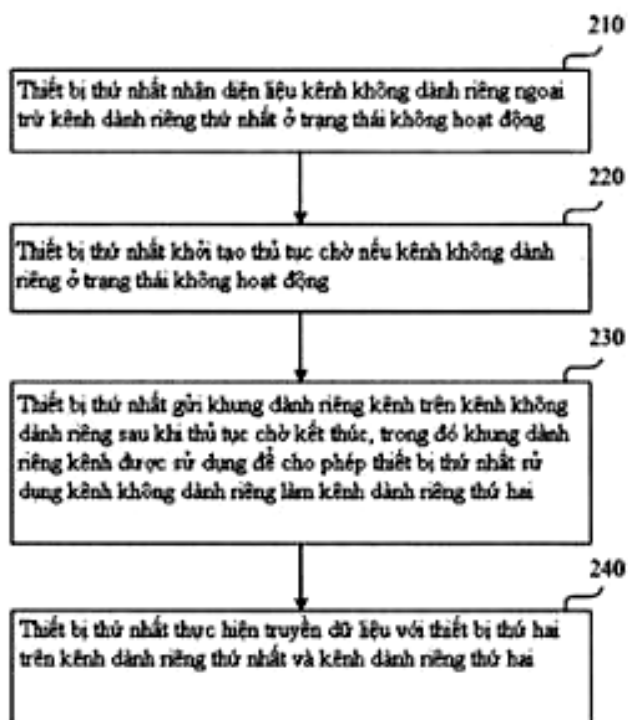 210
Thiết bị thứ nhất nhận diện liệu kênh không dành riêng ngoại
trừ kênh dành riêng thứ nhất ở trạng thái không hoạt động
220
Thiết bị thứ nhất khởi tạo thủ tục chờ nếu kênh không dành
riêng ở trạng thái không hoạt động
230
Thiết bị thứ nhất gửi khung dành riêng kênh trên kênh không
dành riêng sau khi thủ tục chờ kết thúc, trong đó khung dành
riêng kênh được sử dụng để cho phép thiết bị thứ nhất sử
dụng kênh không dành riêng làm kênh dành riêng thứ hai
240
Thiết bị thứ nhất thực hiện truyền dữ liệu với thiết bị thứ hai
trên kênh dành riêng thứ nhất và kênh dành riêng thứ hai